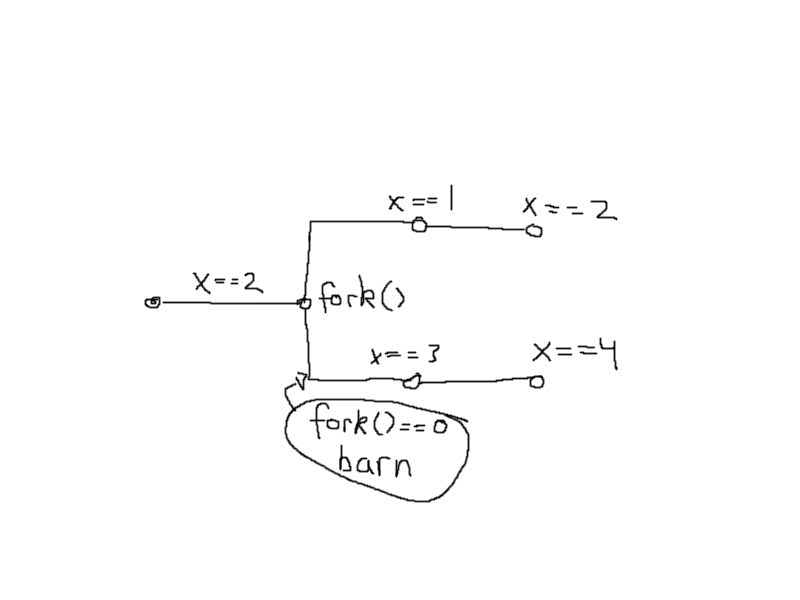 x==1
x==2
x==2
fork()
x==3
x==4
fork()==0
barn